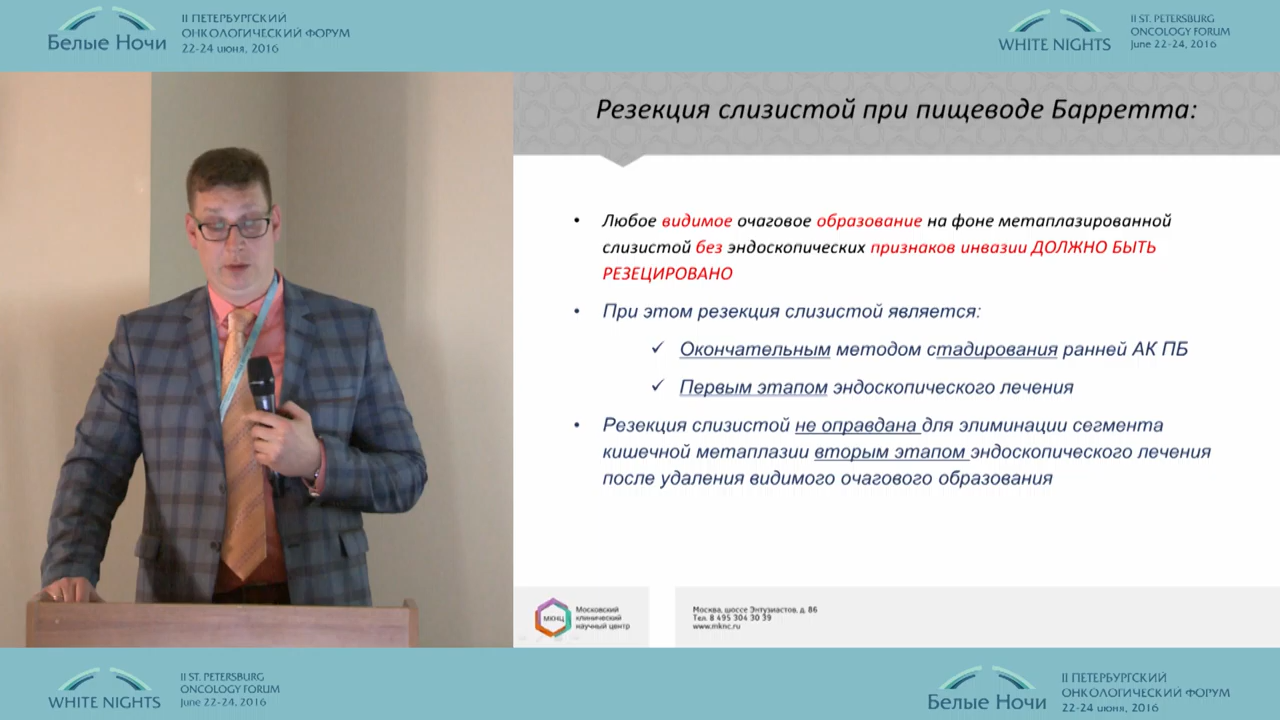 Белые Ночи
II ПЕТЕРБУРГСКИЙ
ОНКОЛОГИЧЕСКИЙ ФОРУМ
22-24 июня, 2016
WHITE NIGHTS
II ST. PETERSBURG
ONCOLOGY FORUM
June 22-24, 2016
Резекция слизистой при пищеводе Барретта:
• Любое видимое очаговое образование на фоне метаплазированной
слизистой без эндоскопических признаков инвазии ДОЛЖНО БЫТЬ
РЕЗЕЦИРОВАНО
• При этом резекция слизистой является:
✓ Окончательным методом стадирования ранней АК ПБ
✓ Первым этапом эндоскопического лечения
• Резекция слизистой не оправдана для элиминации сегмента
кишечной метаплазии вторым этапом эндоскопического лечения
после удаления видимого очагового образования
МКНЦ
Московский
клинический
научный центр
Москва, шоссе Энтузиастов, д. 86
Тел. 8 495 304 30 39
www.mknc.ru
WHITE NIGHTS
II ST. PETERSBURG
ONCOLOGY FORUM
June 22-24, 2016
Белые Ночи
II ПЕТЕРБУРГСКИЙ
ОНКОЛОГИЧЕСКИЙ ФОРУМ
22-24 июня, 2016